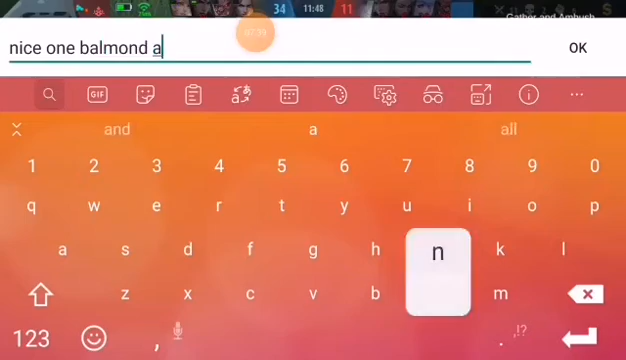 34 11:48 11
Gather and Ambush
07:39
nice one balmond a
OK
GIF
and a all
1 2 3 4 5 6 7 8 9 0
q w e r t y u i o p
a s d f g h k l
n
z x c v b m
123 , . ,!?